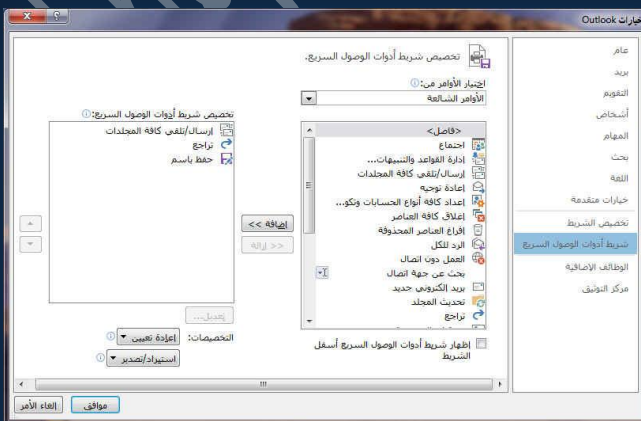 خيارات Outlook
عام
بريد
التقويم
أشخاص
المهام
بحث
اللغة
خيارات متقدمة
تخصيص الشريط
شريط أدوات الوصول السريع
الوظائف الإضافية
مركز التوثيق
تخصيص شريط أدوات الوصول السريع.
اختيار الأوامر من:
الأوامر الشائعة
<فاصل>
اجتماع
إدارة القواعد والتنبيهات...
إرسال/تلقي كافة المجلدات
إعادة توجيه
إعداد كافة أنواع الحسابات وتكو...
إغلاق كافة العناصر
إفراغ العناصر المحذوفة
الرد للكل
العمل دون اتصال
بحث عن جهة اتصال
بريد إلكتروني جديد
تحديث المجلد
تراجع
إظهار شريط أدوات الوصول السريع أسفل
الشريط
إضافة >>
<< إزالة
تخصيص شريط أدوات الوصول السريع:
إرسال/تلقي كافة المجلدات
تراجع
حفظ باسم
تعديل...
التخصيصات:
إعادة تعيين
استيراد/تصدير
موافق
إلغاء الأمر